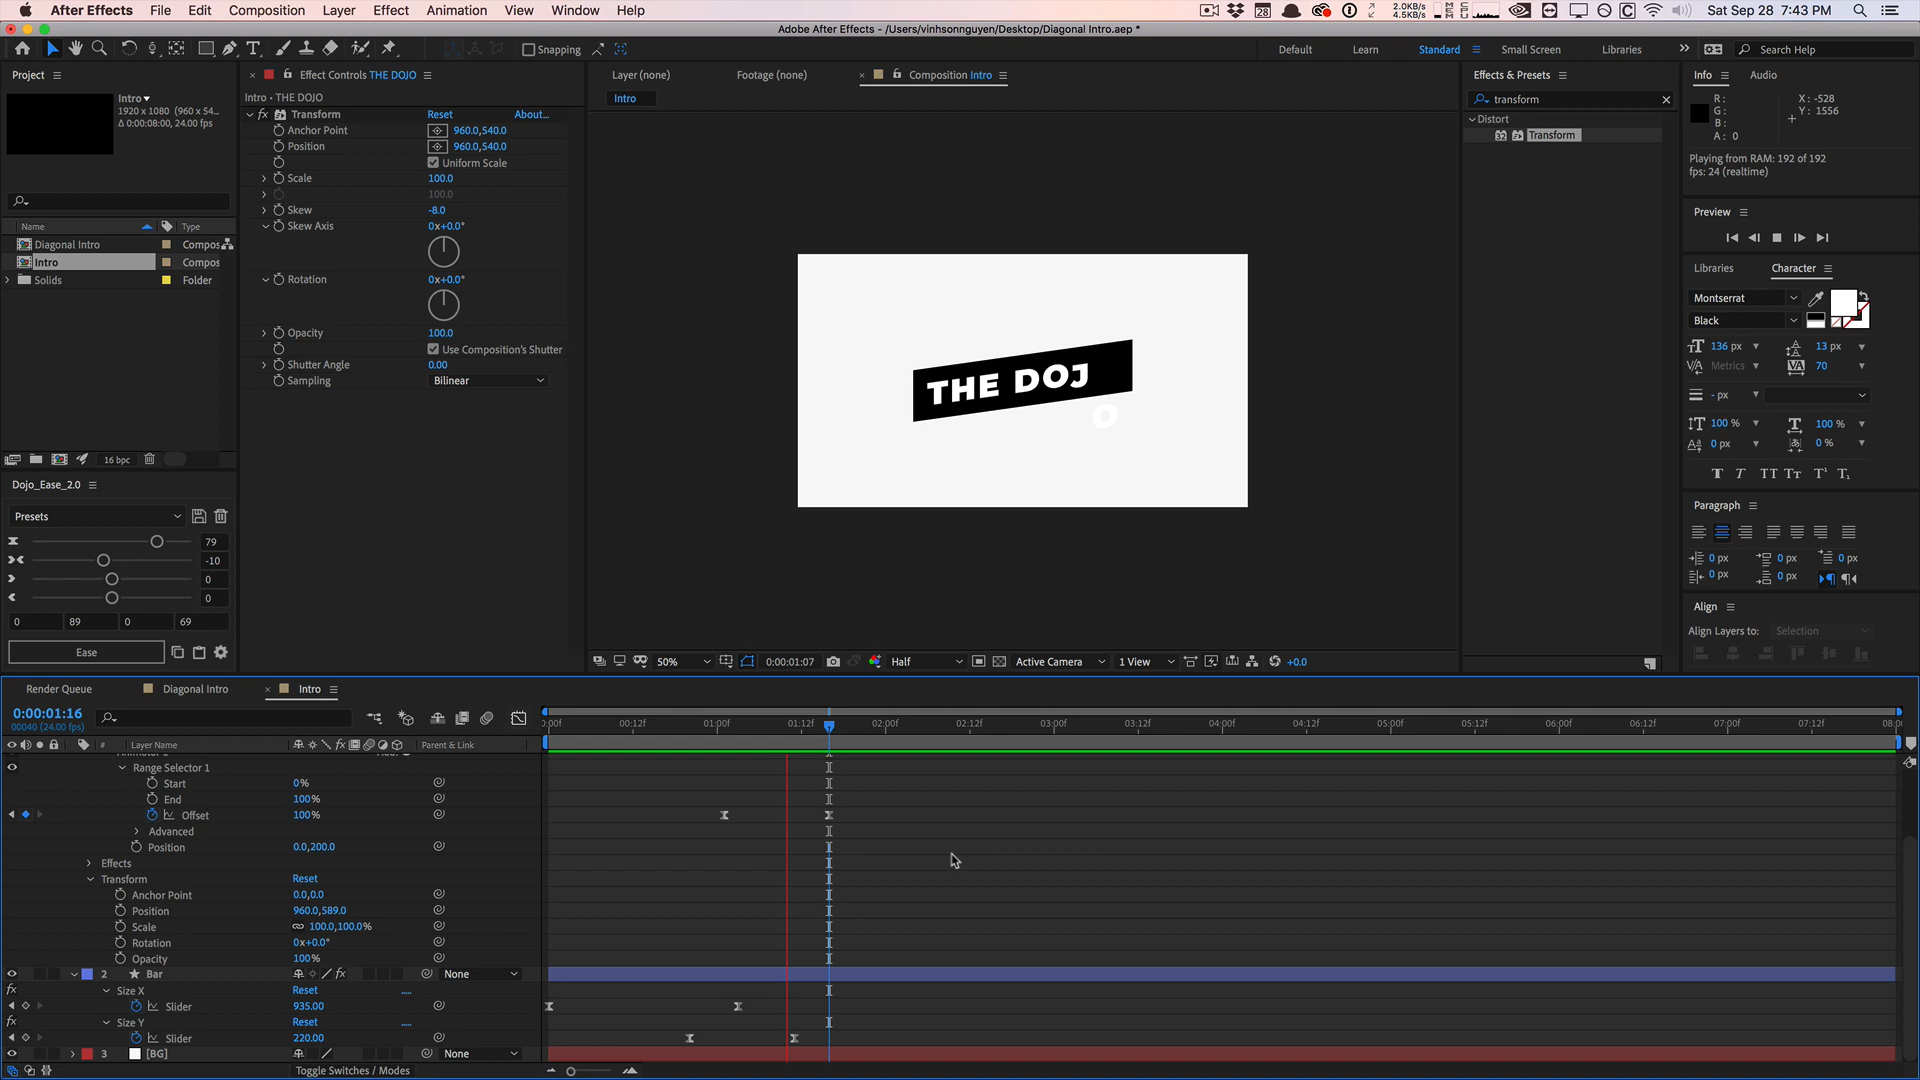 After Effects File Edit Composition Layer Effect Animation View Window Help
28 2.0KB/s 4.5KB/s Sat Sep 28 7:43 PM
Adobe After Effects - /Users/vinhsonnguyen/Desktop/Diagonal Intro.aep *
Snapping Default Learn Standard Small Screen Libraries Search Help
Project
Intro
1920 x 1080 (960 x 54...
Δ 0:00:08:00, 24.00 fps
Name Type
Diagonal Intro Compos
Intro Compos
Solids Folder
16 bpc
Dojo_Ease_2.0
Presets
79
-10
0
0
0 89 0 69
Ease
Effect Controls THE DOJO
Intro • THE DOJO
fx Transform Reset About...
Anchor Point 960.0,540.0
Position 960.0,540.0
Uniform Scale
Scale 100.0
100.0
Skew -8.0
Skew Axis 0x+0.0°
Rotation 0x+0.0°
Opacity 100.0
Use Composition's Shutter
Shutter Angle 0.00
Sampling Bilinear
Layer (none) Footage (none) Composition Intro
Intro
THE DOJ
O
50% 0:00:01:07 Half Active Camera 1 View +0.0
Effects & Presets
transform
Distort
32 Transform
Info Audio
R: X: -528
G: Y: 1556
B:
A: 0
Playing from RAM: 192 of 192
fps: 24 (realtime)
Preview
Libraries Character
Montserrat
Black
136 px 13 px
Metrics 70
- px
100 % 100 %
0 px 0 %
T T TT Tт T¹ T₁
Paragraph
0 px 0 px 0 px
0 px 0 px
Align
Align Layers to: Selection
Render Queue Diagonal Intro Intro
0:00:01:16
00040 (24.00 fps)
:00f 00:12f 01:00f 01:12f 02:00f 02:12f 03:00f 03:12f 04:00f 04:12f 05:00f 05:12f 06:00f 06:12f 07:00f 07:12f 08:0
# Layer Name Parent & Link
Range Selector 1
Start 0%
End 100%
Offset 100%
Advanced
Position 0.0,200.0
Effects
Transform Reset
Anchor Point 0.0,0.0
Position 960.0,589.0
Scale 100.0,100.0%
Rotation 0x+0.0°
Opacity 100%
2 Bar fx None
fx Size X Reset .....
Slider 935.00
fx Size Y Reset .....
Slider 220.00
3 [BG] None
Toggle Switches / Modes